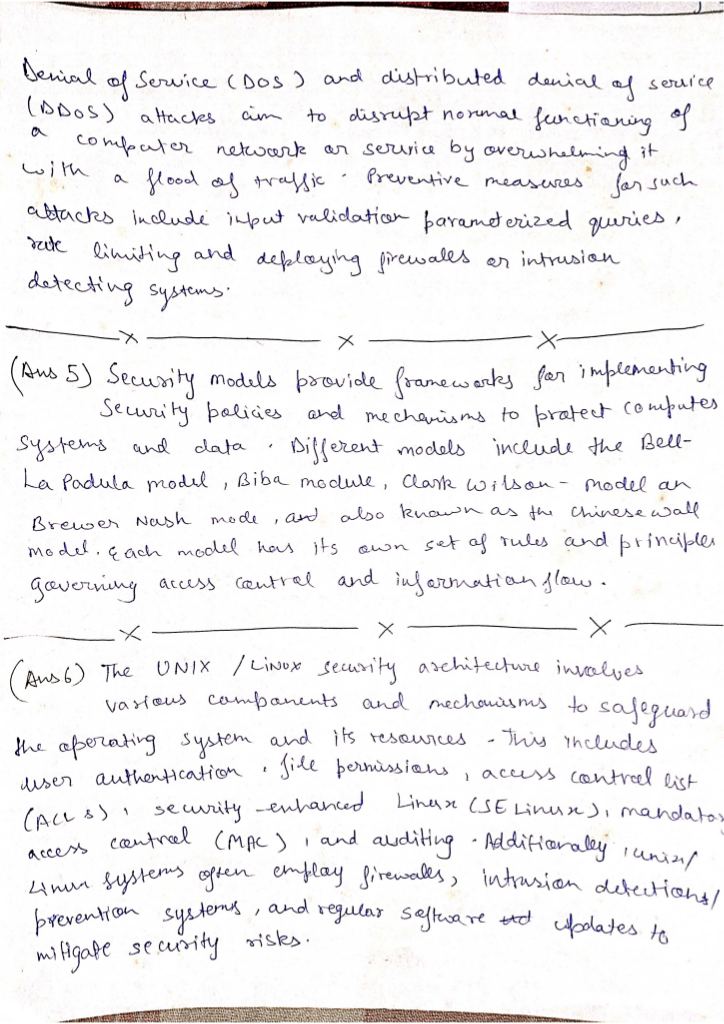 Denial of Service (DOS) and distributed denial of service
(DDOS) attacks aim to disrupt normal functioning of
a computer network or service by overwhelming it
with a flood of traffic. Preventive measures for such
attacks include input validation parameterized queries,
rate limiting and deploying firewalls or intrusion
detecting systems.
(Ans 5) Security models provide frameworks for implementing
Security policies and mechanisms to protect computes
systems and data. Different models include the Bell-
La Padula model, Biba module, Clark Wilson - model an
Brewer Nash mode, and also known as the Chinese wall
model. Each model has its own set of rules and principles
governing access control and information flow.
(Ans 6) The UNIX / LINUX security architecture involves
various components and mechanisms to safeguard
the operating system and its resources. This includes
user authentication, file permissions, access control list
(ACL s), security-enhanced Linux (SE Linux), mandator
access control (MAC), and auditing. Additionally, unix/
Linux systems often employ firewalls, intrusion detections/
prevention systems, and regular software updates to
mitigate security risks.